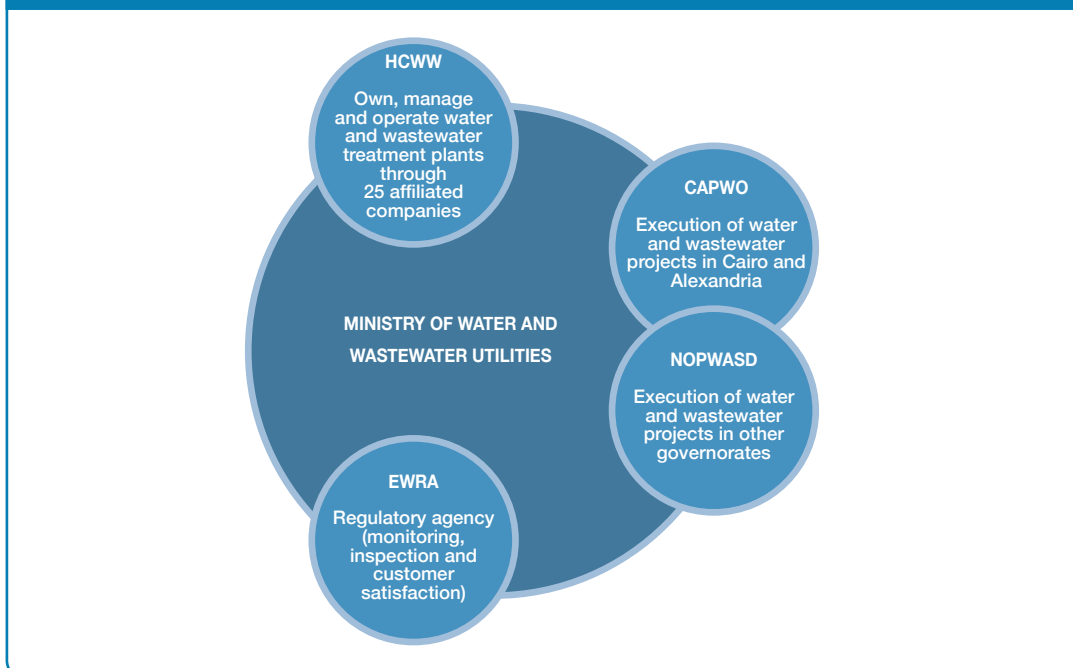 HCWW
Own, manage
and operate water
and wastewater
treatment plants
through
25 affiliated
companies
CAPWO
Execution of water
and wastewater
projects in Cairo and
Alexandria
MINISTRY OF WATER AND
WASTEWATER UTILITIES
NOPWASD
Execution of water
and wastewater
projects in other
governorates
EWRA
Regulatory agency
(monitoring,
inspection and
customer
satisfaction)